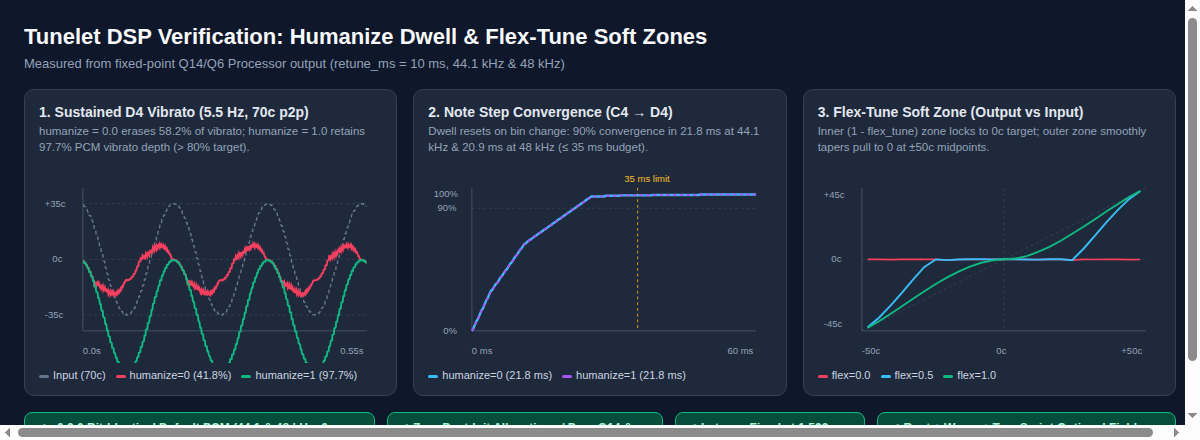 Tunelet DSP Verification: Humanize Dwell & Flex-Tune Soft Zones
Measured from fixed-point Q14/Q6 Processor output (retune_ms = 10 ms, 44.1 kHz & 48 kHz)
1. Sustained D4 Vibrato (5.5 Hz, 70c p2p)
humanize = 0.0 erases 58.2% of vibrato; humanize = 1.0 retains
97.7% PCM vibrato depth (> 80% target).
+35c
0c
-35c
0.0s
0.55s
Input (70c)
humanize=0 (41.8%)
humanize=1 (97.7%)
2. Note Step Convergence (C4 → D4)
Dwell resets on bin change: 90% convergence in 21.8 ms at 44.1
kHz & 20.9 ms at 48 kHz (≤ 35 ms budget).
35 ms limit
100%
90%
0%
0 ms
60 ms
humanize=0 (21.8 ms)
humanize=1 (21.8 ms)
3. Flex-Tune Soft Zone (Output vs Input)
Inner (1 - flex_tune) zone locks to 0c target; outer zone smoothly
tapers pull to 0 at ±50c midpoints.
+45c
0c
-45c
-50c
0c
+50c
flex=0.0
flex=0.5
flex=1.0